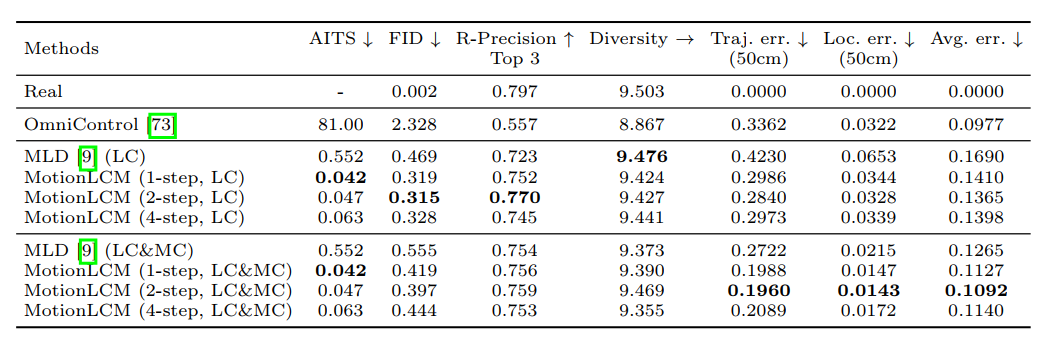 Methods AITS ↓ FID ↓ R-Precision ↑ Diversity → Traj. err. ↓ Loc. err. ↓ Avg. err. ↓
Top 3 (50cm) (50cm)
Real - 0.002 0.797 9.503 0.0000 0.0000 0.0000
OmniControl [73] 81.00 2.328 0.557 8.867 0.3362 0.0322 0.0977
MLD [9] (LC) 0.552 0.469 0.723 9.476 0.4230 0.0653 0.1690
MotionLCM (1-step, LC) 0.042 0.319 0.752 9.424 0.2986 0.0344 0.1410
MotionLCM (2-step, LC) 0.047 0.315 0.770 9.427 0.2840 0.0328 0.1365
MotionLCM (4-step, LC) 0.063 0.328 0.745 9.441 0.2973 0.0339 0.1398
MLD [9] (LC&MC) 0.552 0.555 0.754 9.373 0.2722 0.0215 0.1265
MotionLCM (1-step, LC&MC) 0.042 0.419 0.756 9.390 0.1988 0.0147 0.1127
MotionLCM (2-step, LC&MC) 0.047 0.397 0.759 9.469 0.1960 0.0143 0.1092
MotionLCM (4-step, LC&MC) 0.063 0.444 0.753 9.355 0.2089 0.0172 0.1140